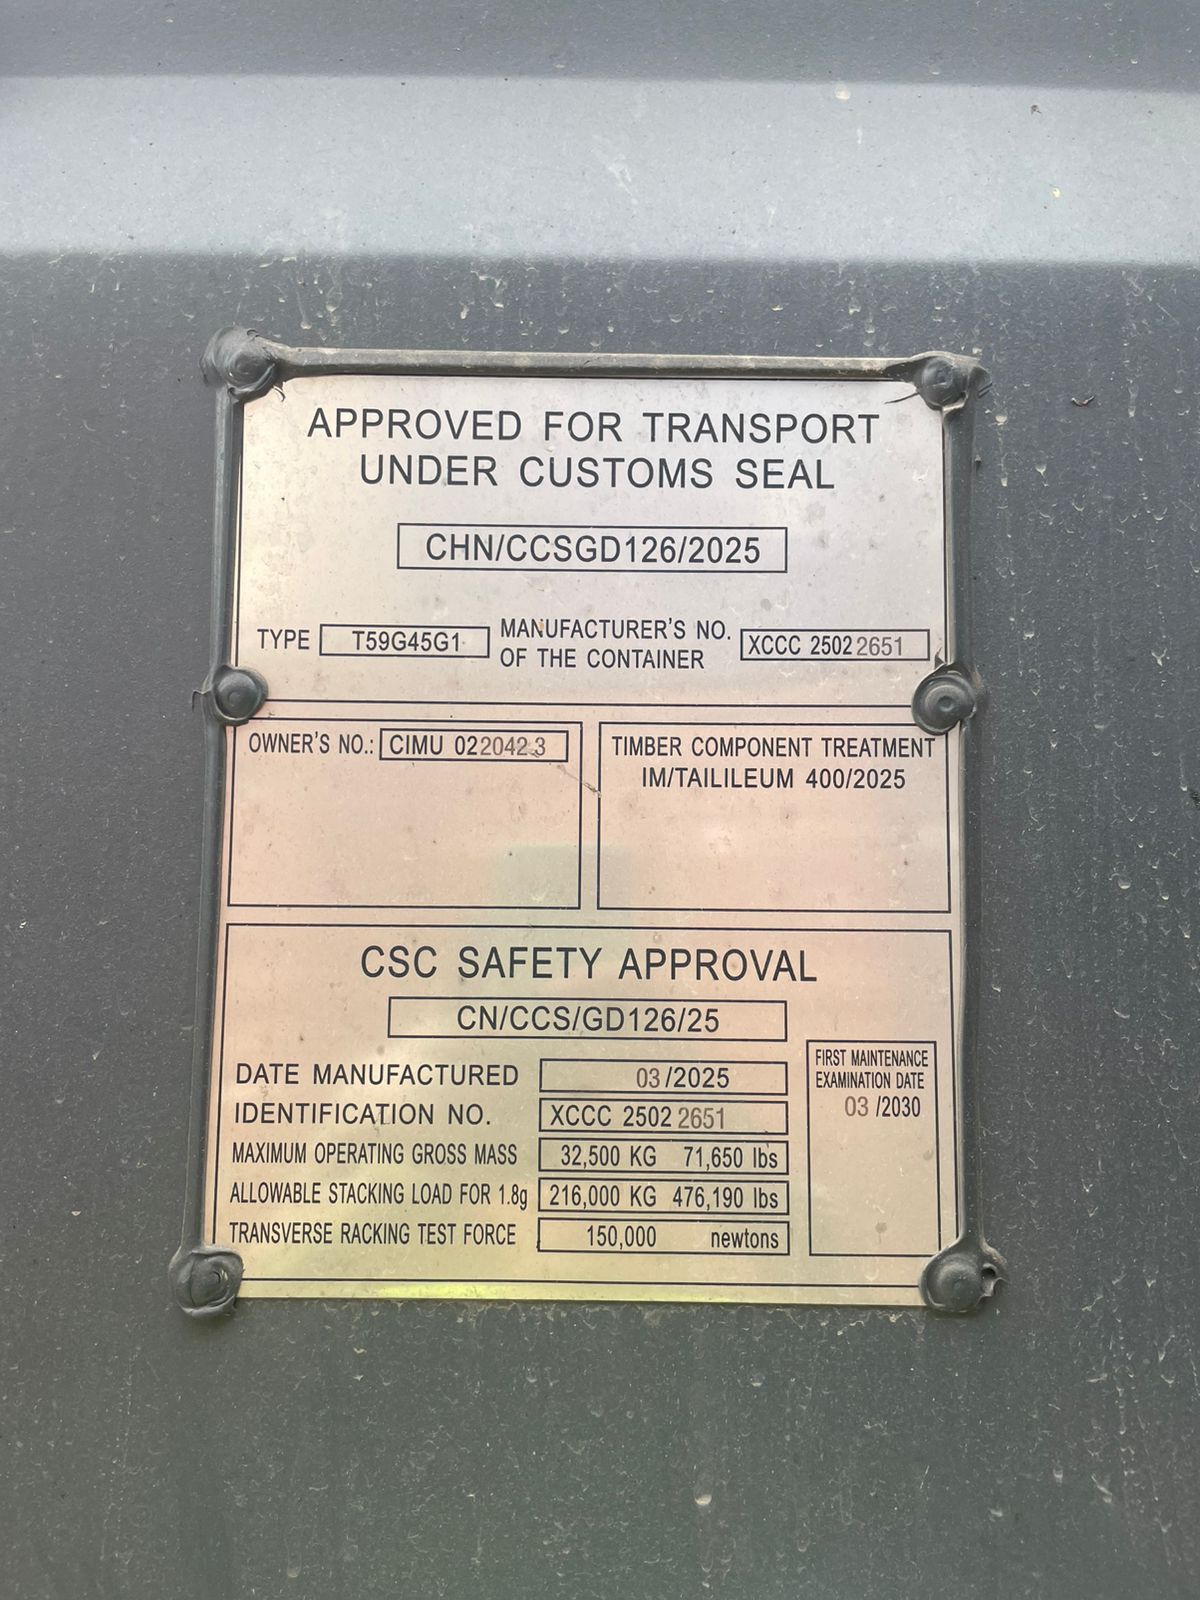 APPROVED FOR TRANSPORT
UNDER CUSTOMS SEAL
CHN/CCSGD126/2025
TYPE T59G45G1 MANUFACTURER'S NO.
OF THE CONTAINER XCCC 2502 2651
OWNER'S NO.: CIMU 022042 3
TIMBER COMPONENT TREATMENT
IM/TAILILEUM 400/2025
CSC SAFETY APPROVAL
CN/CCS/GD126/25
DATE MANUFACTURED 03/2025
IDENTIFICATION NO. XCCC 2502 2651
MAXIMUM OPERATING GROSS MASS 32,500 KG 71,650 lbs
ALLOWABLE STACKING LOAD FOR 1.8g 216,000 KG 476,190 lbs
TRANSVERSE RACKING TEST FORCE 150,000 newtons
FIRST MAINTENANCE
EXAMINATION DATE
03 /2030